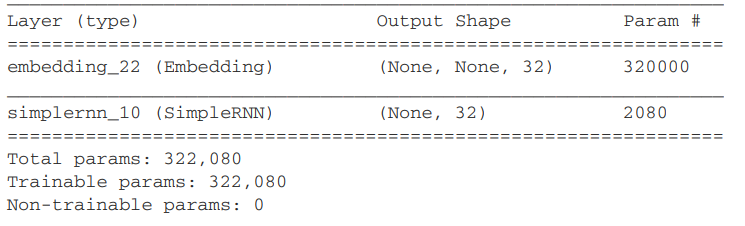 Layer (type) Output Shape Param #
embedding_22 (Embedding) (None, None, 32) 320000
simplernn_10 (SimpleRNN) (None, 32) 2080
Total params: 322,080
Trainable params: 322,080
Non-trainable params: 0